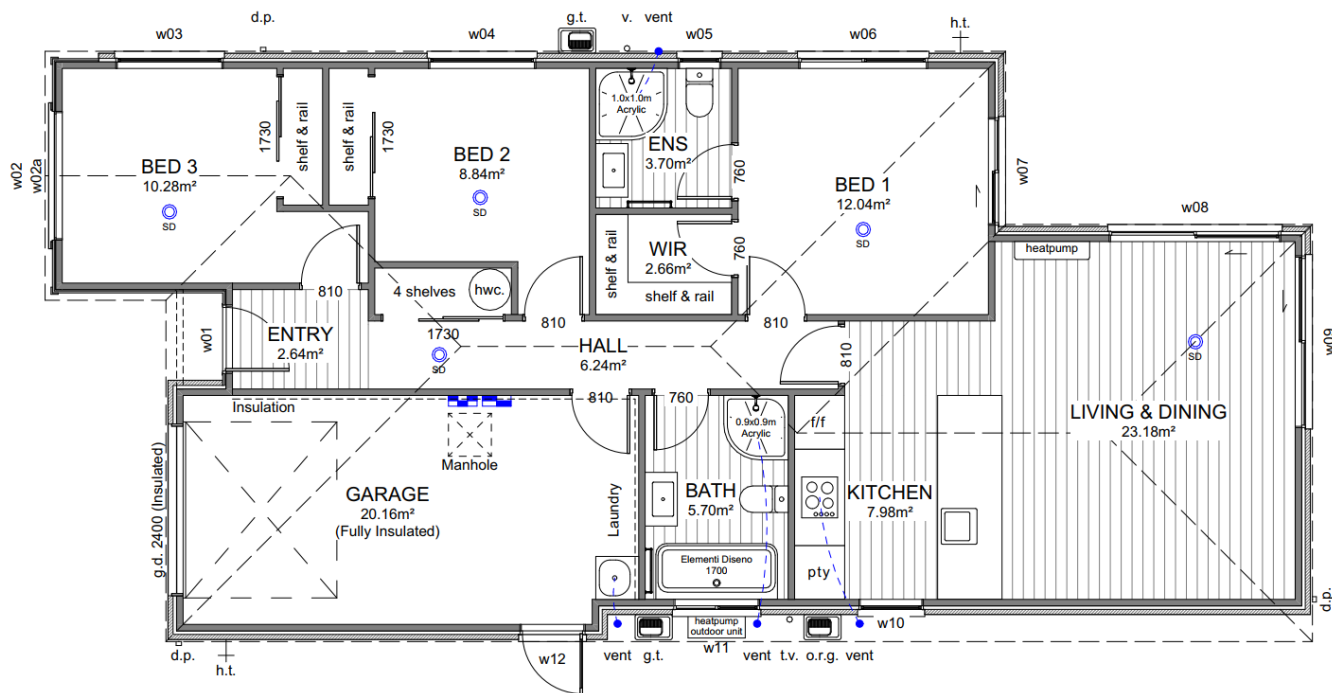 d.p.
g.t.
v.
vent
h.t.
w03
w04
w05
w06
w02
w02a
BED 3
10.28m²
SD
1730
shelf & rail
shelf & rail
1730
BED 2
8.84m²
SD
1.0x1.0m
Acrylic
ENS
3.70m²
760
BED 1
12.04m²
SD
w07
w08
WIR
2.66m²
760
shelf & rail
shelf & rail
heatpump
4 shelves
hwc.
810
810
810
w01
ENTRY
2.64m²
1730
SD
HALL
6.24m²
810
SD
w09
810
760
Insulation
Manhole
0.9x0.9m
Acrylic
f/f
LIVING & DINING
23.18m²
g.d. 2400 (Insulated)
GARAGE
20.16m²
(Fully Insulated)
Laundry
BATH
5.70m²
KITCHEN
7.98m²
Elementi Diseno
1700
pty
d.p.
heatpump
outdoor unit
w10
w11
d.p.
h.t.
w12
vent
g.t.
vent
t.v.
o.r.g.
vent